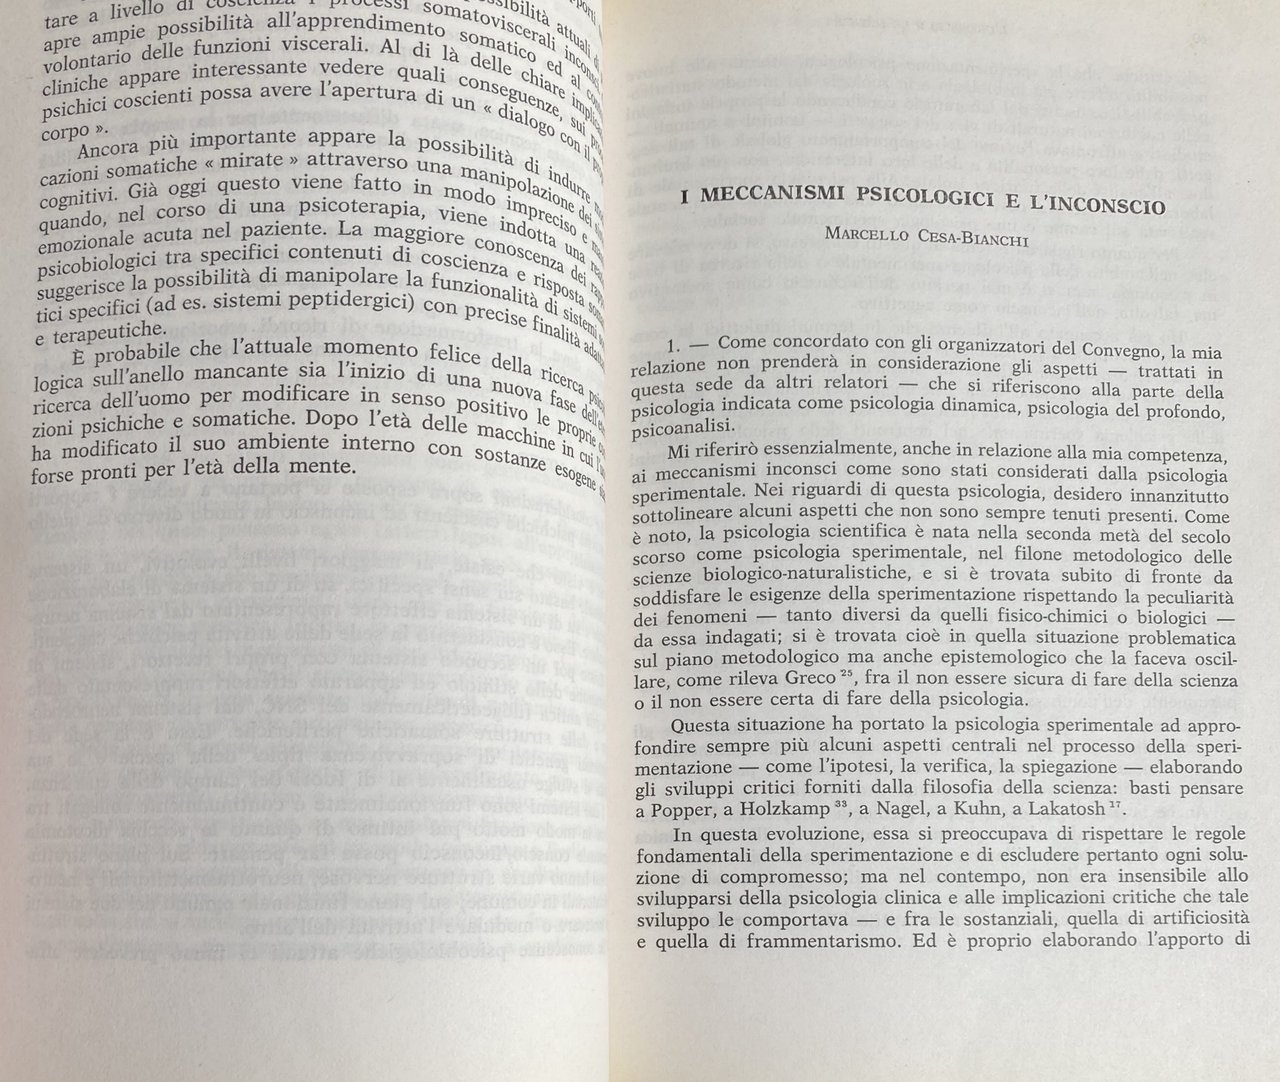 tare a livello di coscienza i processi somatoviscerali
apre ampie possibilità all'apprendimento somatico ed al
volontario delle funzioni viscerali. Al di là delle chiare
cliniche appare interessante vedere quali conseguenze, sui
psichici coscienti possa avere l'apertura di un « dialogo con il
corpo ».
Ancora più importante appare la possibilità di indurre
cazioni somatiche « mirate » attraverso una manipolazione dei
cognitivi. Già oggi questo viene fatto in modo impreciso e
quando, nel corso di una psicoterapia, viene indotta una
emozionale acuta nel paziente. La maggiore conoscenza dei
psicobiologici tra specifici contenuti di coscienza e risposta
suggerisce la possibilità di manipolare la funzionalità di sistemi
tici specifici (ad es. sistemi peptidergici) con precise finalità
e terapeutiche.
È probabile che l'attuale momento felice della ricerca
logica sull'anello mancante sia l'inizio di una nuova fase
ricerca dell'uomo per modificare in senso positivo le proprie
zioni psichiche e somatiche. Dopo l'età delle macchine in cui
ha modificato il suo ambiente interno con sostanze esogene
forse pronti per l'età della mente.
I MECCANISMI PSICOLOGICI E L'INCONSCIO
MARCELLO CESA-BIANCHI
1. — Come concordato con gli organizzatori del Convegno, la mia
relazione non prenderà in considerazione gli aspetti — trattati in
questa sede da altri relatori — che si riferiscono alla parte della
psicologia indicata come psicologia dinamica, psicologia del profondo,
psicoanalisi.
Mi riferirò essenzialmente, anche in relazione alla mia competenza,
ai meccanismi inconsci come sono stati considerati dalla psicologia
sperimentale. Nei riguardi di questa psicologia, desidero innanzitutto
sottolineare alcuni aspetti che non sono sempre tenuti presenti. Come
è noto, la psicologia scientifica è nata nella seconda metà del secolo
scorso come psicologia sperimentale, nel filone metodologico delle
scienze biologico-naturalistiche, e si è trovata subito di fronte da
soddisfare le esigenze della sperimentazione rispettando la peculiarità
dei fenomeni — tanto diversi da quelli fisico-chimici o biologici —
da essa indagati; si è trovata cioè in quella situazione problematica
sul piano metodologico ma anche epistemologico che la faceva oscil-
lare, come rileva Greco ²⁵, fra il non essere sicura di fare della scienza
o il non essere certa di fare della psicologia.
Questa situazione ha portato la psicologia sperimentale ad appro-
fondire sempre più alcuni aspetti centrali nel processo della speri-
mentazione — come l'ipotesi, la verifica, la spiegazione — elaborando
gli sviluppi critici forniti dalla filosofia della scienza: basti pensare
a Popper, a Holzkamp ³³, a Nagel, a Kuhn, a Lakatosh ¹⁷.
In questa evoluzione, essa si preoccupava di rispettare le regole
fondamentali della sperimentazione e di escludere pertanto ogni solu-
zione di compromesso; ma nel contempo, non era insensibile allo
svilupparsi della psicologia clinica e alle implicazioni critiche che tale
sviluppo le comportava — e fra le sostanziali, quella di artificiosità
e quella di frammentarismo. Ed è proprio elaborando l'apporto di